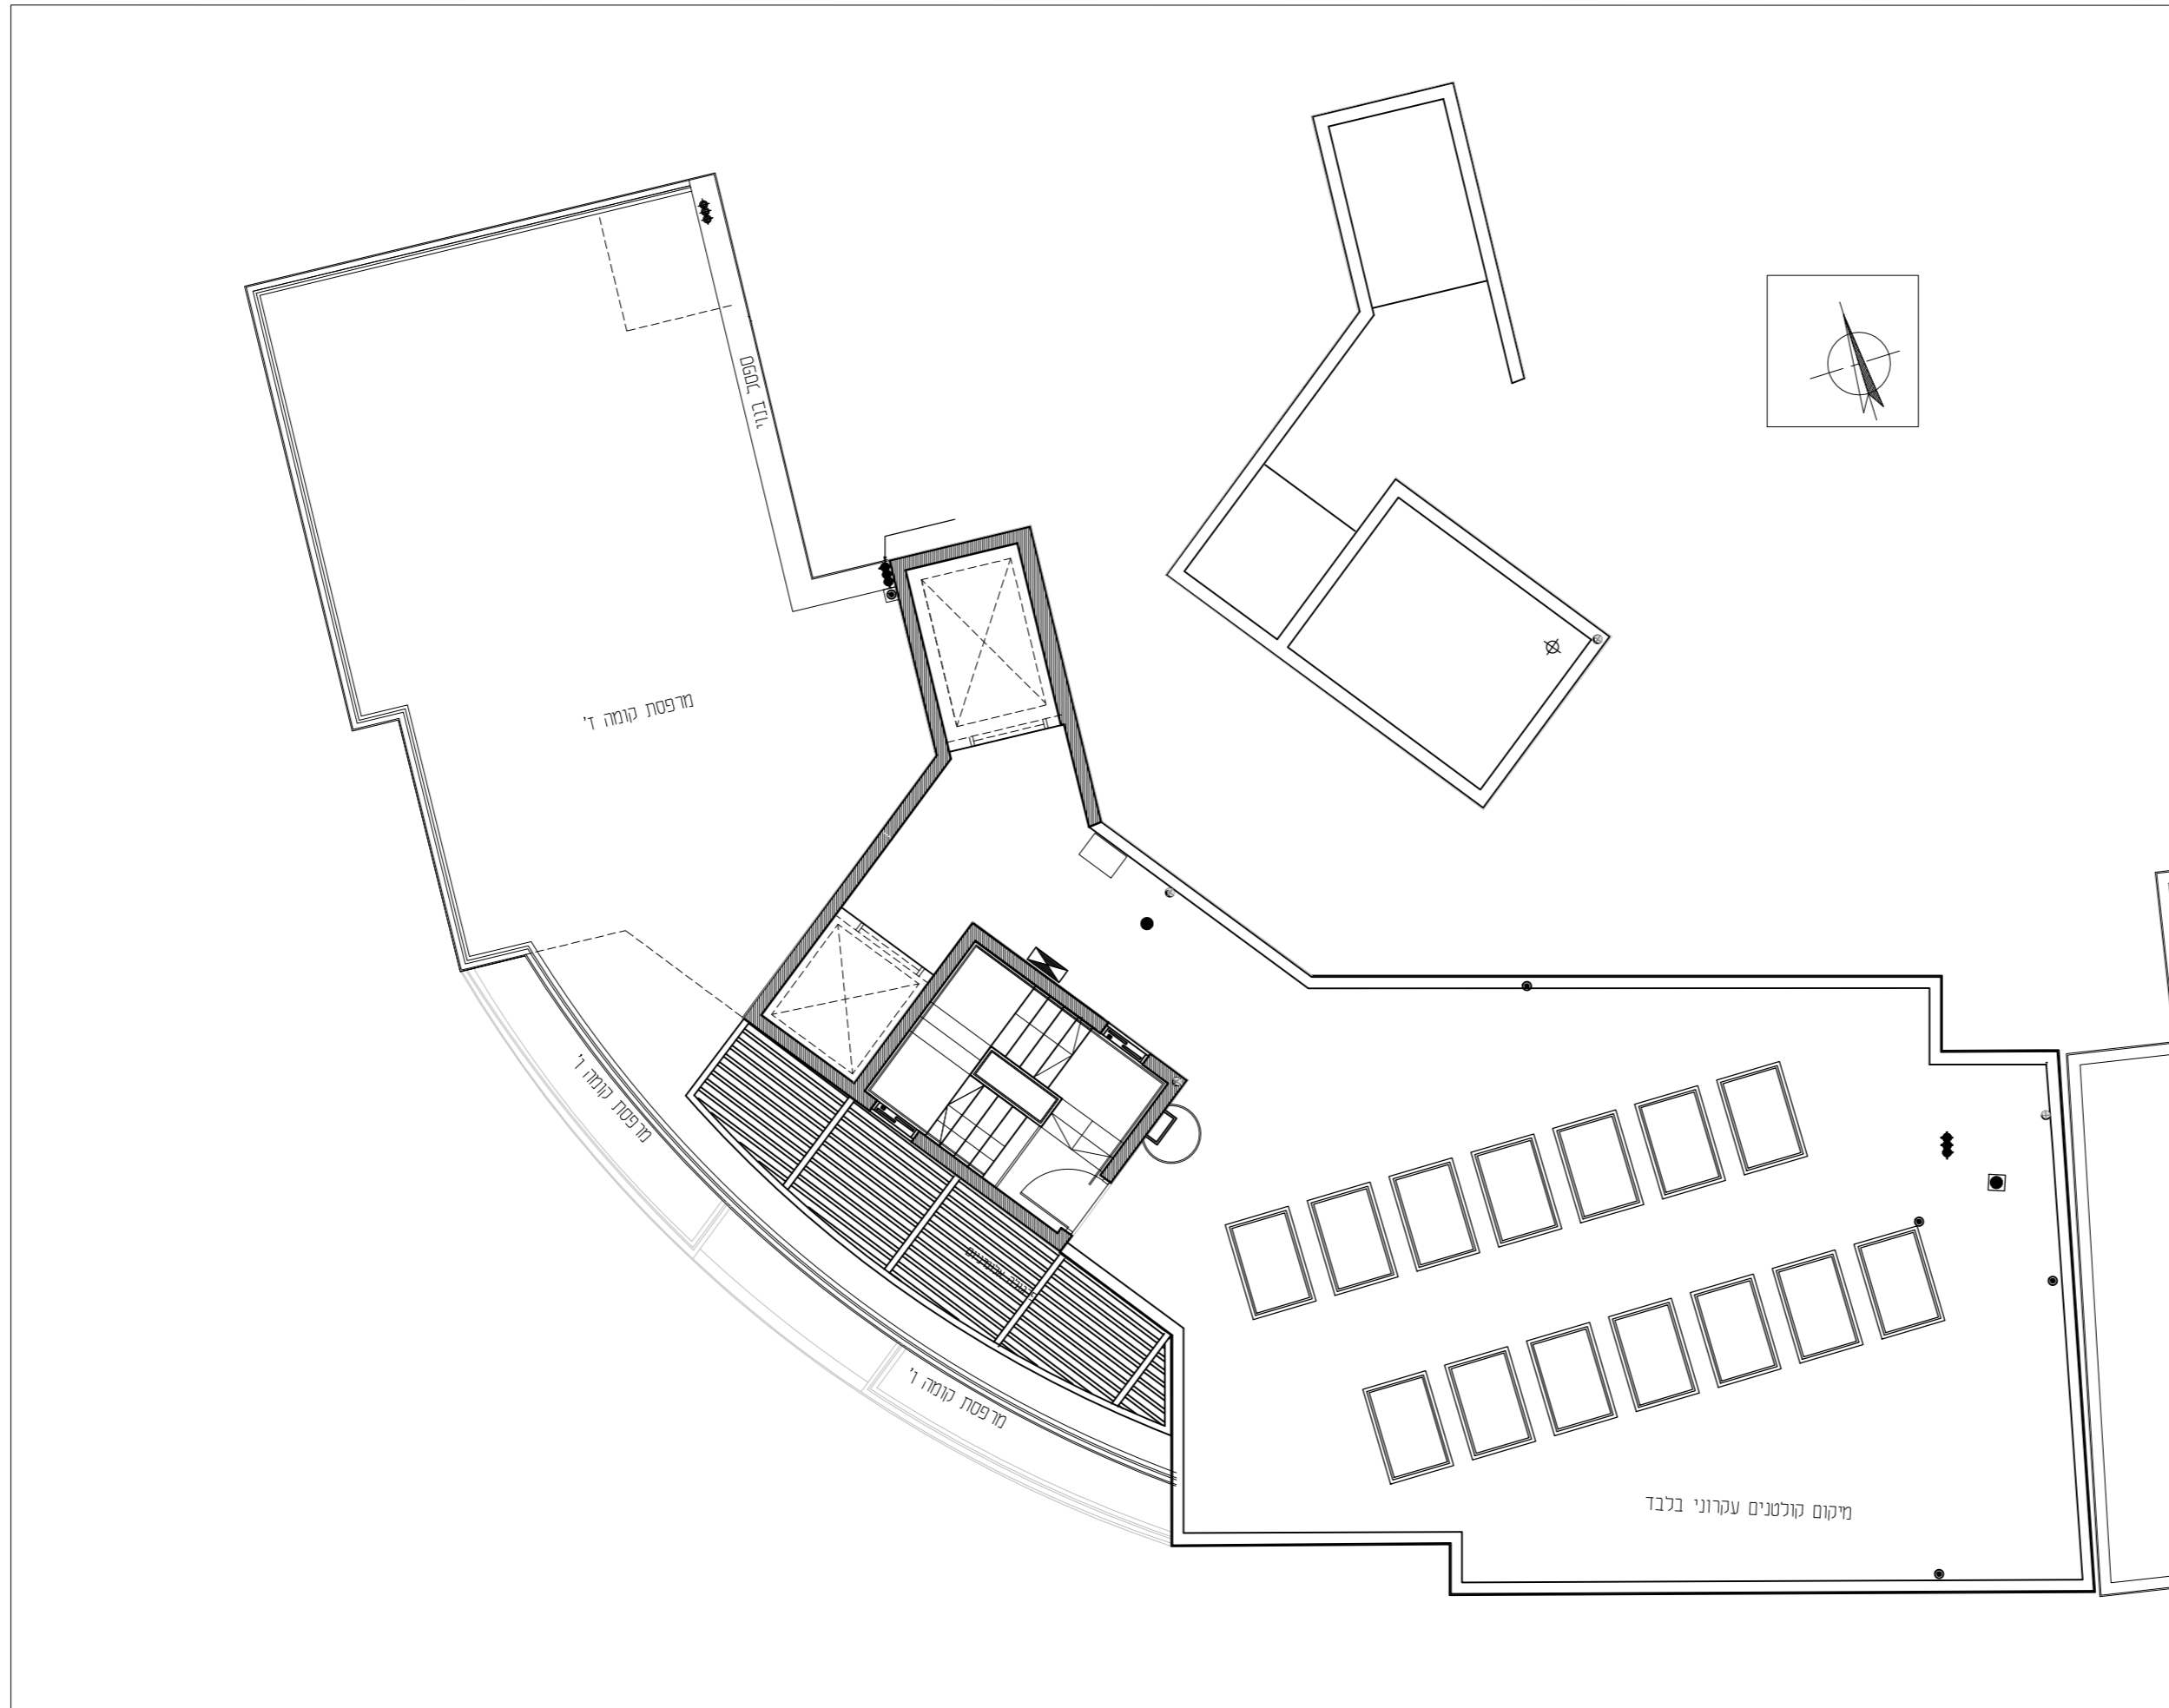 מרפסת קומה ד'
מרפסת קומה ו'
מרפסת קומה ו'
מיקום קולטנים עקרוני בלבד